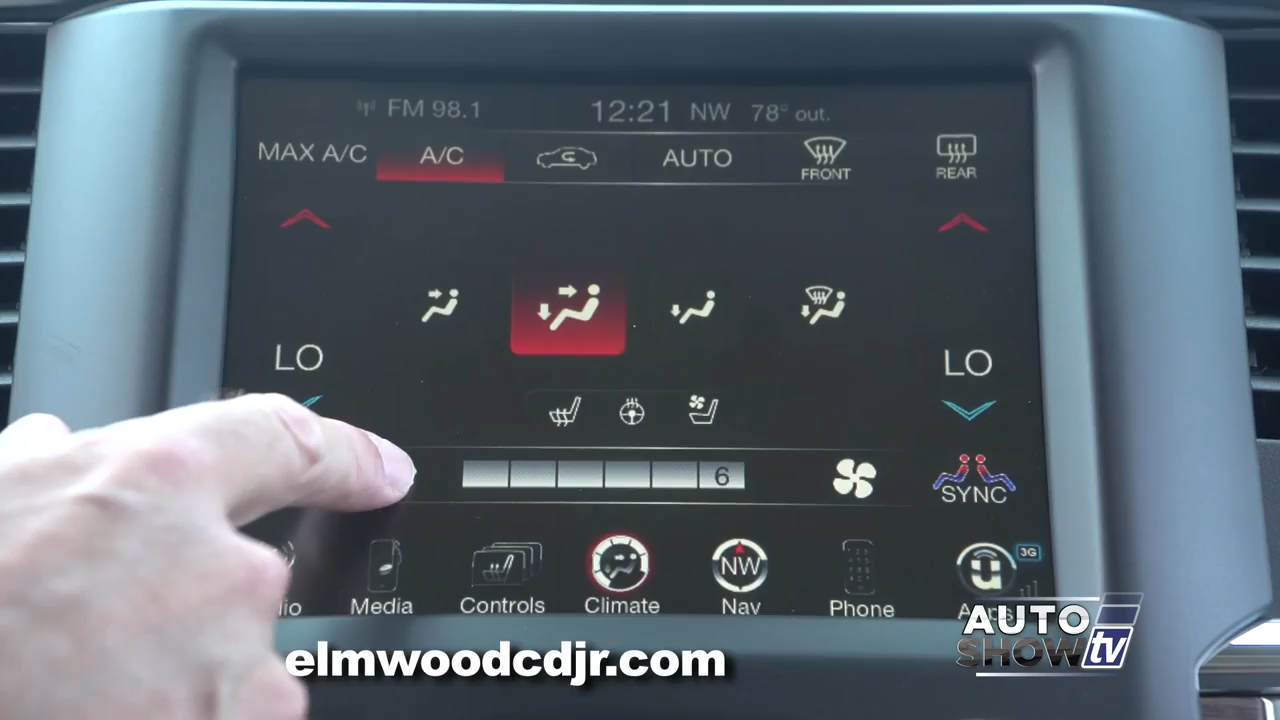 FM 98.1 12:21 NW 78° out.
MAX A/C A/C AUTO FRONT REAR
LO LO
6
SYNC
NW 3G
Media Controls Climate Nav Phone
AUTO
SHOW tv
elmwoodcdjr.com